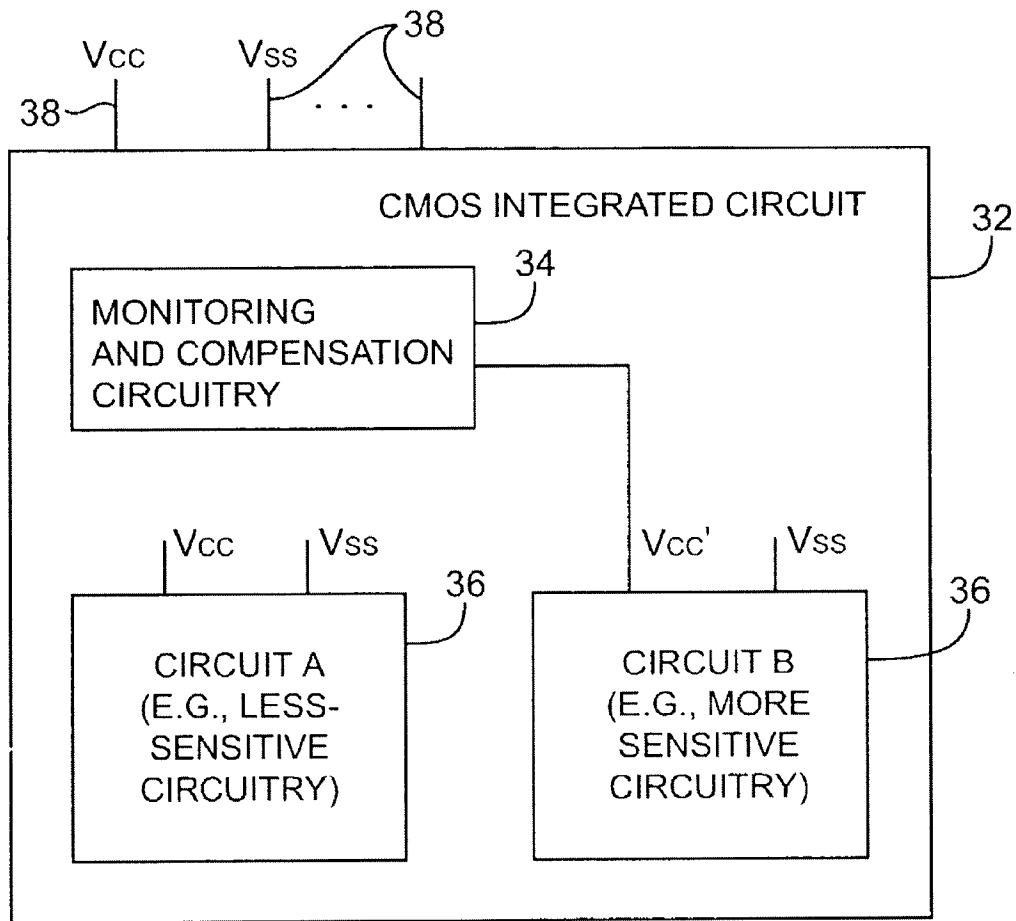 38
VCC VSS
38
. . .
CMOS INTEGRATED CIRCUIT
32
34
MONITORING
AND COMPENSATION
CIRCUITRY
VCC VSS
VCC' VSS
36
36
CIRCUIT A
(E.G., LESS-
SENSITIVE
CIRCUITRY)
CIRCUIT B
(E.G., MORE
SENSITIVE
CIRCUITRY)